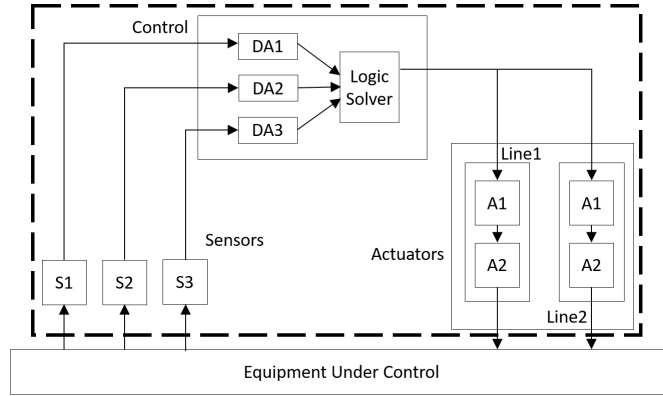 Control
DA1
DA2
DA3
Logic
Solver
Line1
A1
A1
A2
A2
Actuators
Sensors
S1
S2
S3
Line2
Equipment Under Control